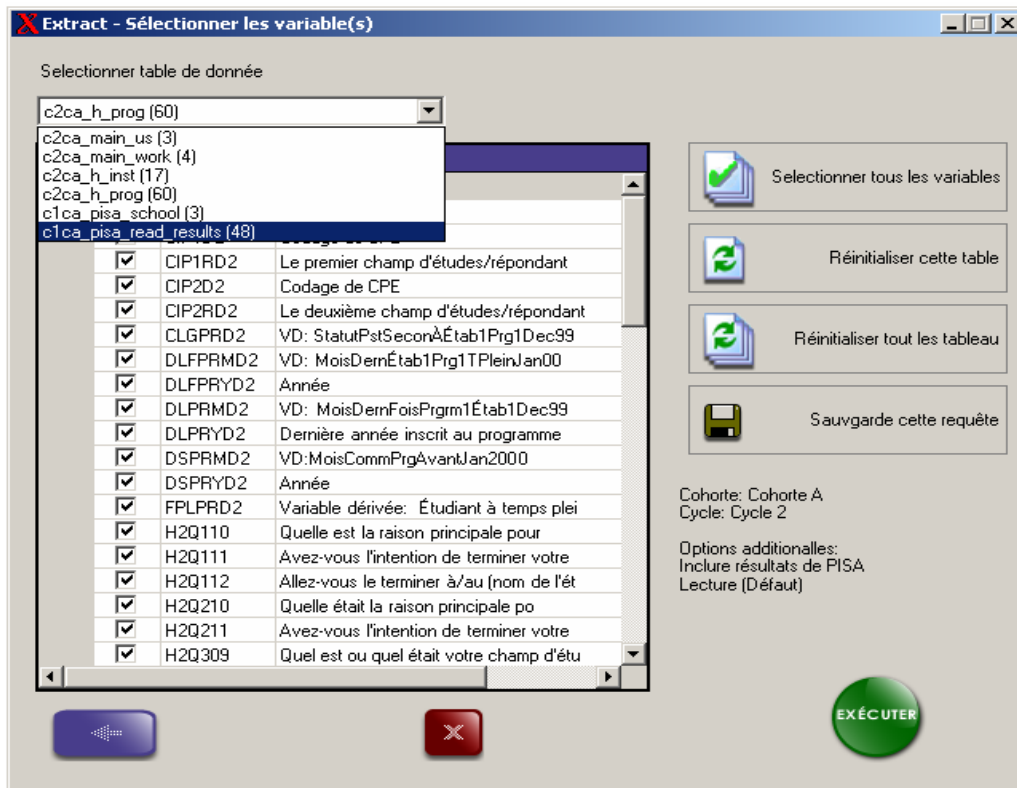 Extract - Sélectionner les variable(s)
Selectionner table de donnée
c2ca_h_prog (60)
c2ca_main_us (3)
c2ca_main_work (4)
c2ca_h_inst (17)
c2ca_h_prog (60)
c1ca_pisa_school (3)
c1ca_pisa_read_results (48)
CIP1RD2 Le premier champ d'études/répondant
CIP2D2 Codage de CPE
CIP2RD2 Le deuxième champ d'études/répondant
CLGPRD2 VD: StatutPstSeconÀÉtab1Prg1Dec99
DLFPRMD2 VD: MoisDernÉtab1Prg1TPleinJan00
DLFPRYD2 Année
DLPRMD2 VD: MoisDernFoisPrgrm1Étab1Dec99
DLPRYD2 Dernière année inscrit au programme
DSPRMD2 VD:MoisCommPrgAvantJan2000
DSPRYD2 Année
FPLPRD2 Variable dérivée: Étudiant à temps plei
H2Q110 Quelle est la raison principale pour
H2Q111 Avez-vous l'intention de terminer votre
H2Q112 Allez-vous le terminer à/au (nom de l'ét
H2Q210 Quelle était la raison principale po
H2Q211 Avez-vous l'intention de terminer votre
H2Q309 Quel est ou quel était votre champ d'étu
Selectionner tous les variables
Réinitialiser cette table
Réinitialiser tout les tableau
Sauvgarde cette requête
Cohorte: Cohorte A
Cycle: Cycle 2
Options additionalles:
Inclure résultats de PISA
Lecture (Défaut)
EXÉCUTER